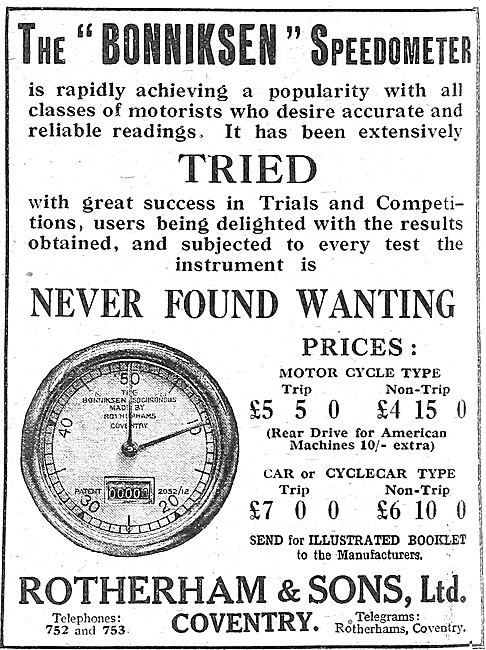 THE "BONNIKSEN" SPEEDOMETER
is rapidly achieving a popularity with all
classes of motorists who desire accurate and
reliable readings. It has been extensively
TRIED
with great success in Trials and Competi-
tions, users being delighted with the results
obtained, and subjected to every test the
instrument is
NEVER FOUND WANTING
50
THE
BONNIKSEN ISOCHRONOUS
MADE BY
ROTHERHAMS
COVENTRY
40
PATENT 2052/12
30
20
PRICES:
MOTOR CYCLE TYPE
Trip Non-Trip
£5 5 0 £4 15 0
(Rear Drive for American
Machines 10/- extra)
CAR or CYCLECAR TYPE
Trip Non-Trip
£7 0 0 £6 10 0
SEND for ILLUSTRATED BOOKLET
to the Manufacturers.
ROTHERHAM & SONS, Ltd.
Telephones:
752 and 753.
COVENTRY.
Telegrams:
Rotherhams, Coventry.